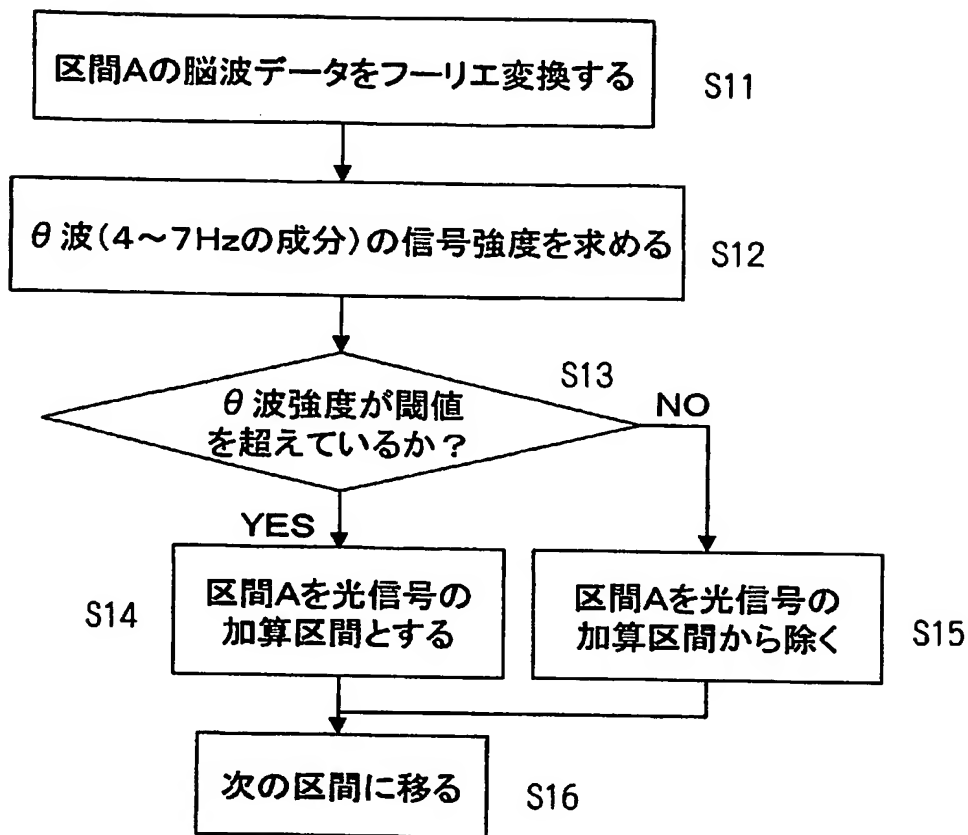 区間Aの脳波データをフーリエ変換する
S11
θ波(4～7Hzの成分)の信号強度を求める
S12
S13
θ波強度が閾値
を超えているか？
NO
YES
区間Aを光信号の
加算区間とする
S14
区間Aを光信号の
加算区間から除く
S15
次の区間に移る
S16